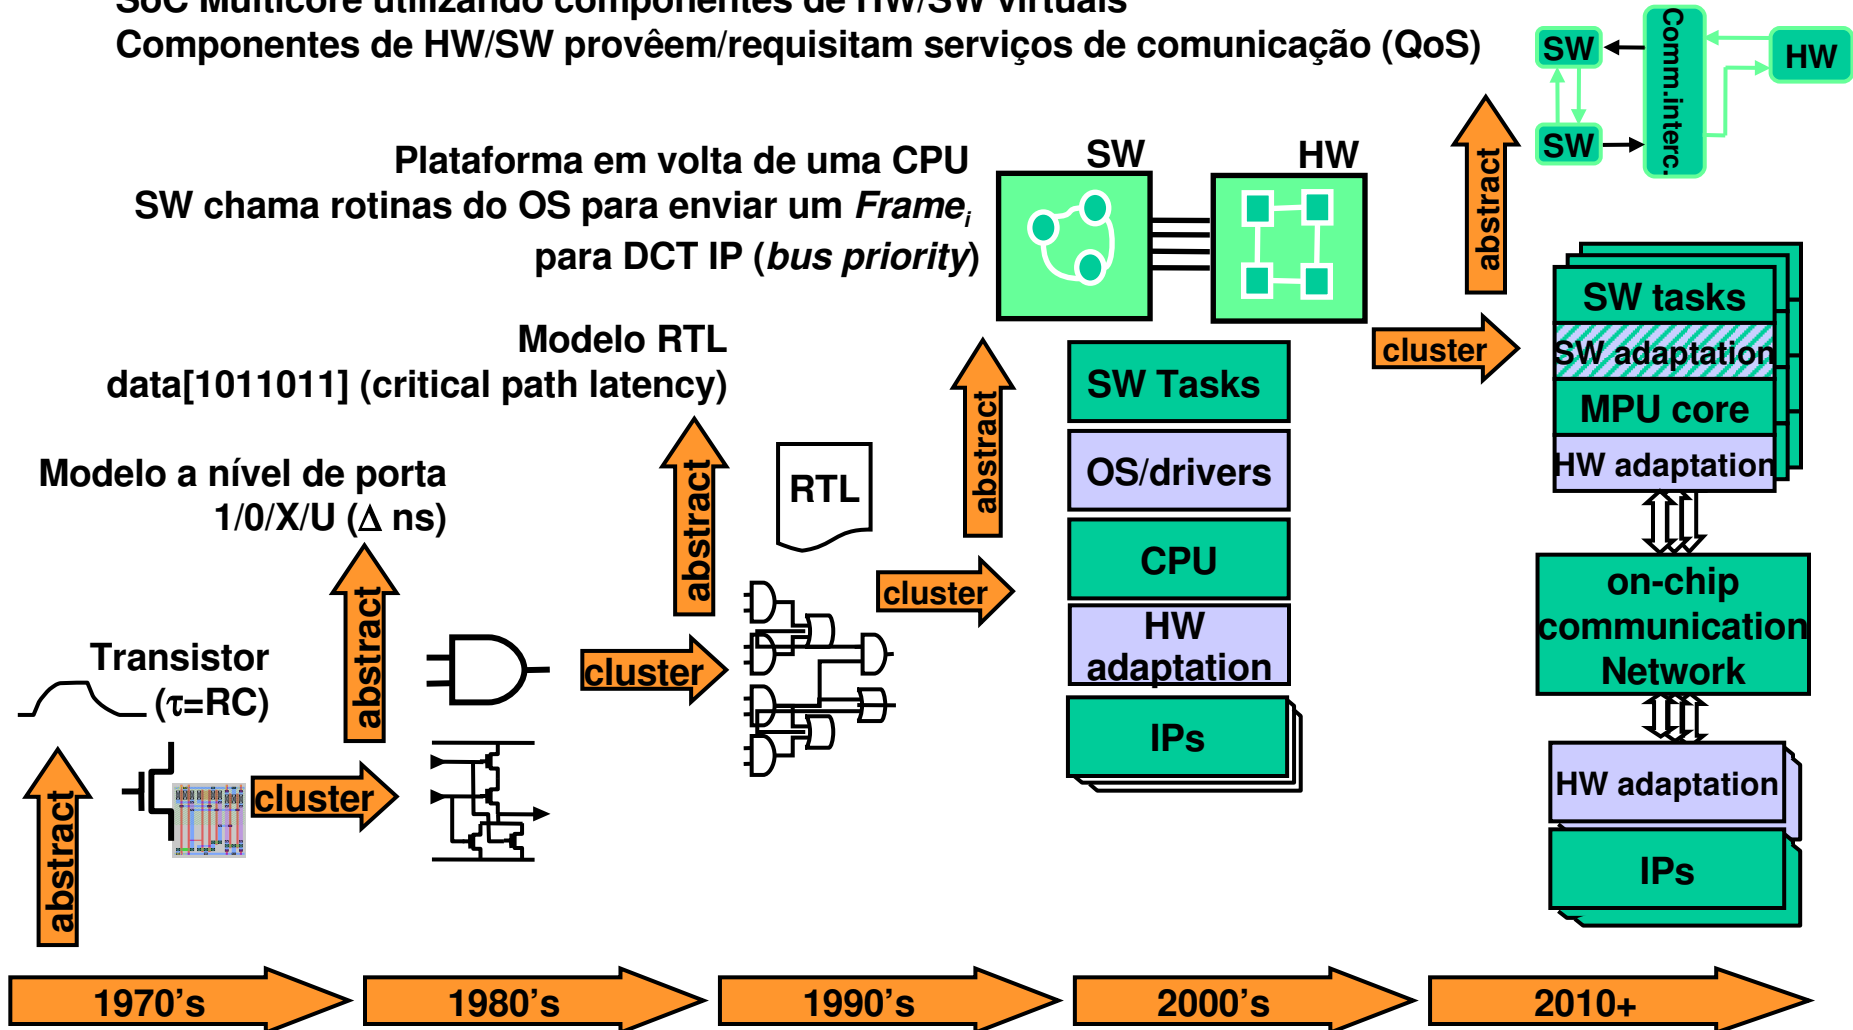 SoC Multicore utilizando componentes de HW/SW virtuais
Componentes de HW/SW provêem/requisitam serviços de comunicação (QoS)
SW
Comm.interc.
HW
SW
abstract
Plataforma em volta de uma CPU
SW chama rotinas do OS para enviar um Frameᵢ
para DCT IP (bus priority)
SW
HW
cluster
SW tasks
SW adaptation
MPU core
HW adaptation
on-chip
communication
Network
HW adaptation
IPs
Modelo RTL
data[1011011] (critical path latency)
abstract
SW Tasks
OS/drivers
CPU
HW
adaptation
IPs
Modelo a nível de porta
1/0/X/U (Δ ns)
abstract
RTL
cluster
Transistor
(τ=RC)
abstract
cluster
abstract
cluster
1970's
1980's
1990's
2000's
2010+